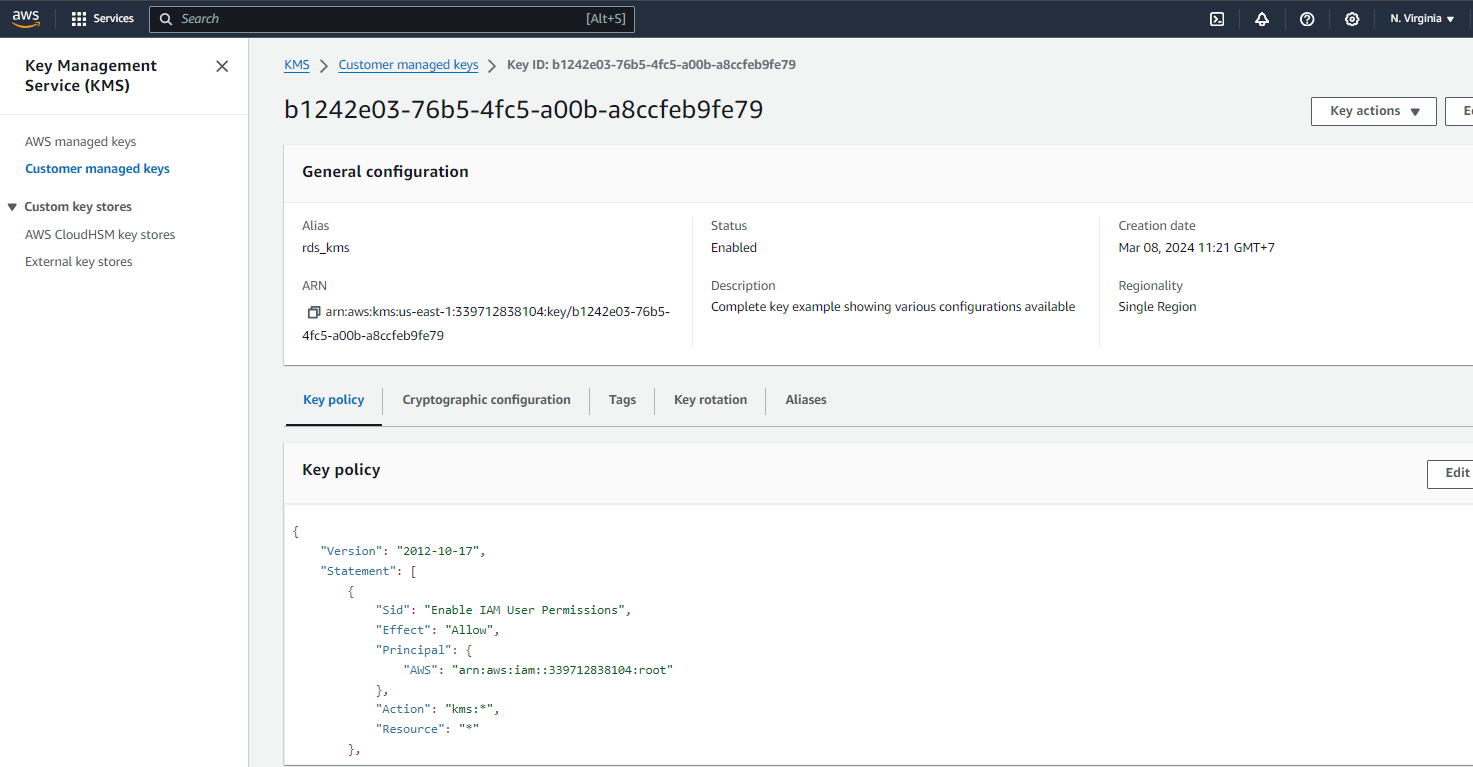 aws
Services
Search
[Alt+S]
N. Virginia
Key Management
Service (KMS)
AWS managed keys
Customer managed keys
Custom key stores
AWS CloudHSM key stores
External key stores
KMS
Customer managed keys
Key ID: b1242e03-76b5-4fc5-a00b-a8ccfeb9fe79
b1242e03-76b5-4fc5-a00b-a8ccfeb9fe79
Key actions
General configuration
Alias
rds_kms
ARN
arn:aws:kms:us-east-1:339712838104:key/b1242e03-76b5-
4fc5-a00b-a8ccfeb9fe79
Status
Enabled
Description
Complete key example showing various configurations available
Creation date
Mar 08, 2024 11:21 GMT+7
Regionality
Single Region
Key policy
Cryptographic configuration
Tags
Key rotation
Aliases
Key policy
Edit
{
"Version": "2012-10-17",
"Statement": [
{
"Sid": "Enable IAM User Permissions",
"Effect": "Allow",
"Principal": {
"AWS": "arn:aws:iam::339712838104:root"
},
"Action": "kms:*",
"Resource": "*"
},